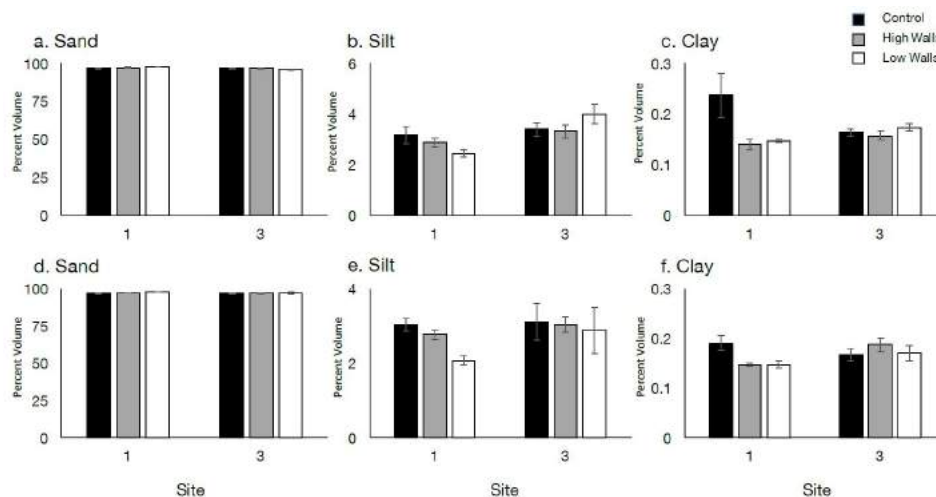 Control
High Walls
Low Walls
a. Sand
b. Silt
c. Clay
Percent Volume
100
75
50
25
0
1
3
Percent Volume
6
4
2
0
1
3
Percent Volume
0.3
0.2
0.1
0
1
3
d. Sand
e. Silt
f. Clay
Percent Volume
100
75
50
25
0
1
3
Site
Percent Volume
4
2
0
1
3
Site
Percent Volume
0.3
0.2
0.1
0
1
3
Site